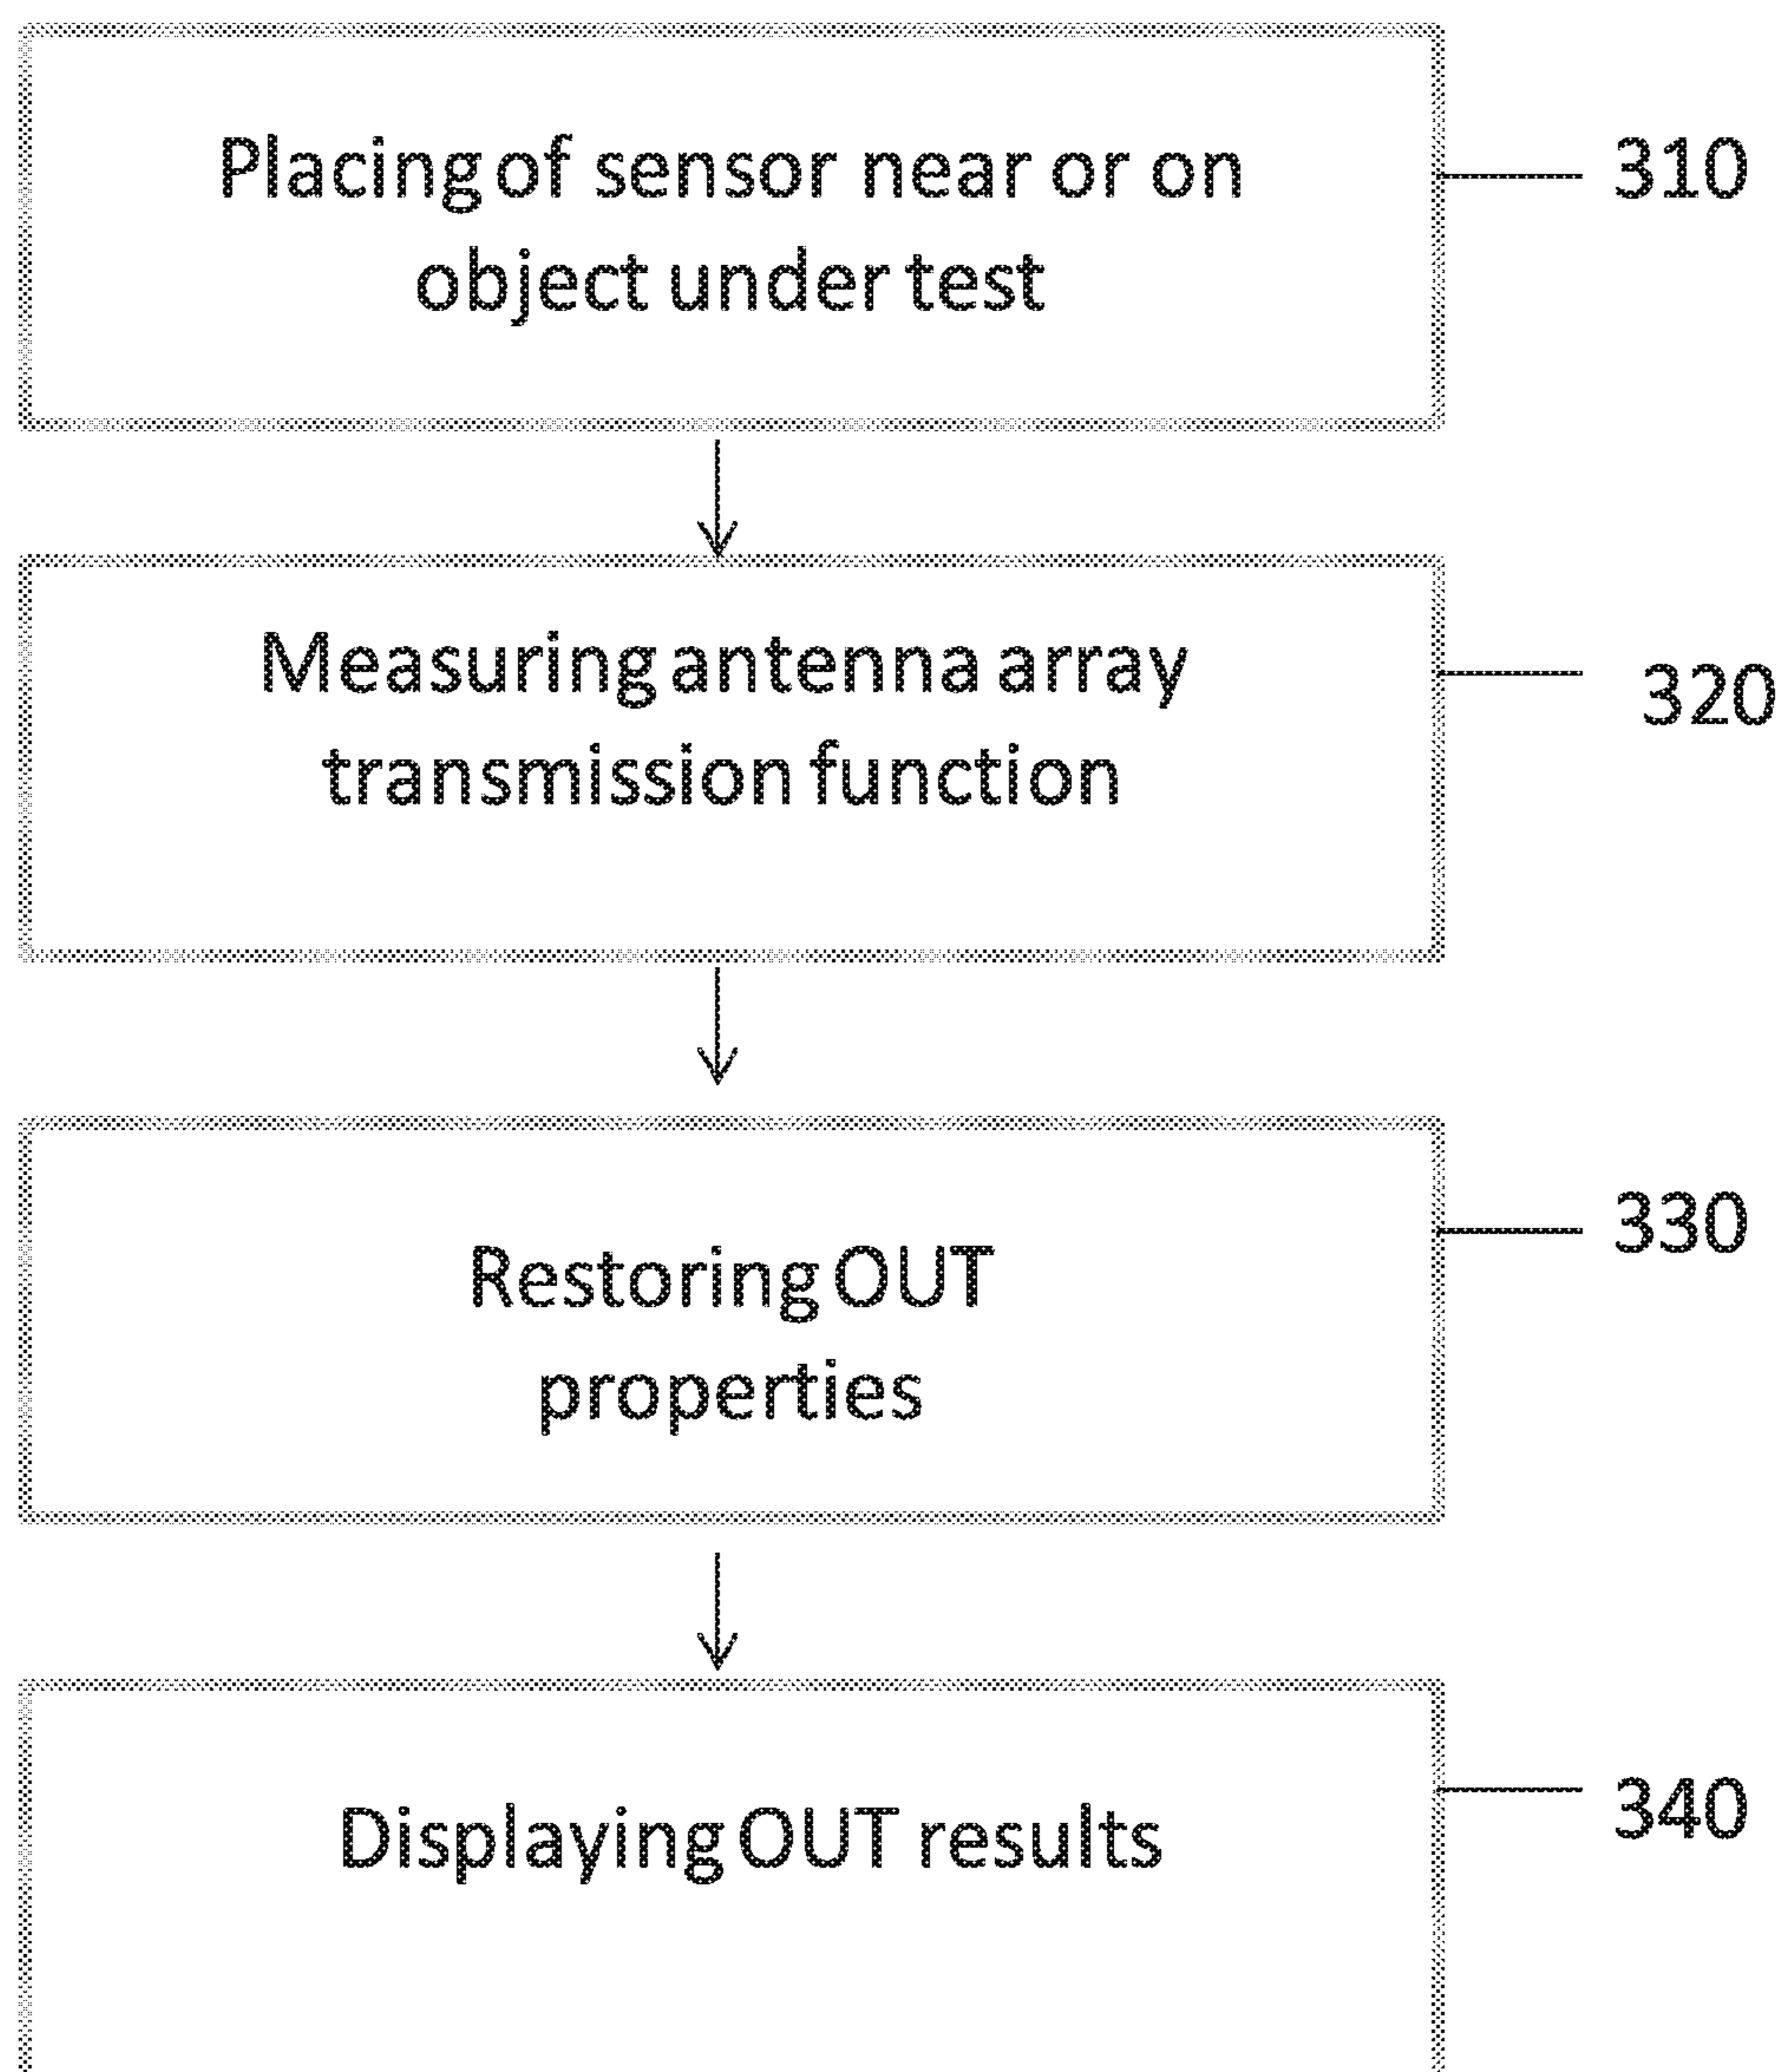 Placing of sensor near or on
object under test
310
Measuring antenna array
transmission function
320
Restoring OUT
properties
330
Displaying OUT results
340